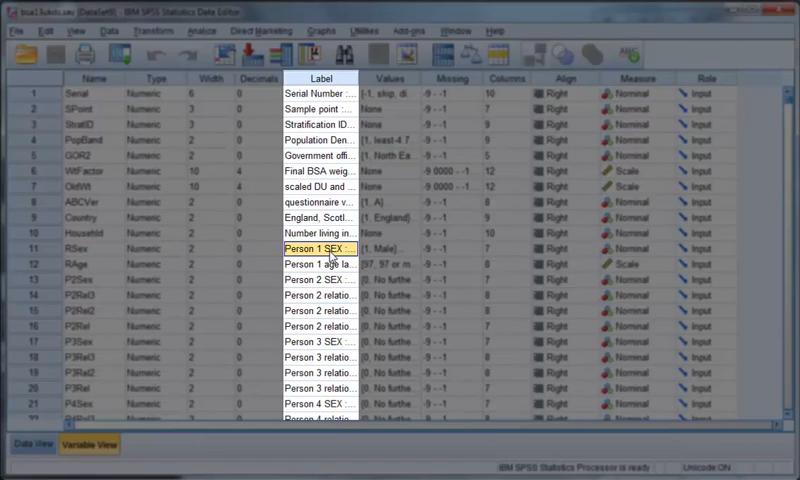 bsa13ukds.sav [DataSet9] - IBM SPSS Statistics Data Editor
File Edit View Data Transform Analyze Direct Marketing Graphs Utilities Add-ons Window Help
Name Type Width Decimals Label Values Missing Columns Align Measure Role
1 Serial Numeric 6 0 Serial Number :... {-1, skip, di... -9 - -1 10 Right Nominal Input
2 SPoint Numeric 3 0 Sample point :... None -9 - -1 9 Right Nominal Input
3 StratID Numeric 3 0 Stratification ID... None -9 - -1 9 Right Nominal Input
4 PopBand Numeric 2 0 Population Den... {1, least-4.7 -9 - -1 9 Right Nominal Input
5 GOR2 Numeric 2 0 Government offi... {1, North Ea... -9 - -1 5 Right Nominal Input
6 WtFactor Numeric 10 4 Final BSA weig... None -9 0000 - -1 12 Right Scale Input
7 OldWt Numeric 10 4 scaled DU and ... None -9 0000 - -1 12 Right Scale Input
8 ABCVer Numeric 2 0 questionnaire v... {1, A} -9 - -1 8 Right Nominal Input
9 Country Numeric 2 0 England, Scotl... {1, England} -9 - -1 9 Right Nominal Input
10 Househld Numeric 2 0 Number living in... None -9 - -1 10 Right Nominal Input
11 RSex Numeric 2 0 Person 1 SEX :... {1, Male}... -9 - -1 7 Right Nominal Input
12 RAge Numeric 2 0 Person 1 age la... {97, 97 or m... -9 - -1 8 Right Scale Input
13 P2Sex Numeric 2 0 Person 2 SEX :... {0, No furthe... -9 - -1 7 Right Nominal Input
14 P2Rel3 Numeric 2 0 Person 2 relatio... {0, No furthe... -9 - -1 8 Right Nominal Input
15 P2Rel2 Numeric 2 0 Person 2 relatio... {0, No furthe... -9 - -1 8 Right Nominal Input
16 P2Rel Numeric 2 0 Person 2 relatio... {0, No furthe... -9 - -1 7 Right Nominal Input
17 P3Sex Numeric 2 0 Person 3 SEX :... {0, No furthe... -9 - -1 7 Right Nominal Input
18 P3Rel3 Numeric 2 0 Person 3 relatio... {0, No furthe... -9 - -1 8 Right Nominal Input
19 P3Rel2 Numeric 2 0 Person 3 relatio... {0, No furthe... -9 - -1 8 Right Nominal Input
20 P3Rel Numeric 2 0 Person 3 relatio... {0, No furthe... -9 - -1 7 Right Nominal Input
21 P4Sex Numeric 2 0 Person 4 SEX :... {0, No furthe... -9 - -1 7 Right Nominal Input
22 P4Rel3 Numeric 2 0 Person 4 relatio... {0, No furthe... -9 - -1 8 Right Nominal Input
Data View Variable View
IBM SPSS Statistics Processor is ready Unicode:ON